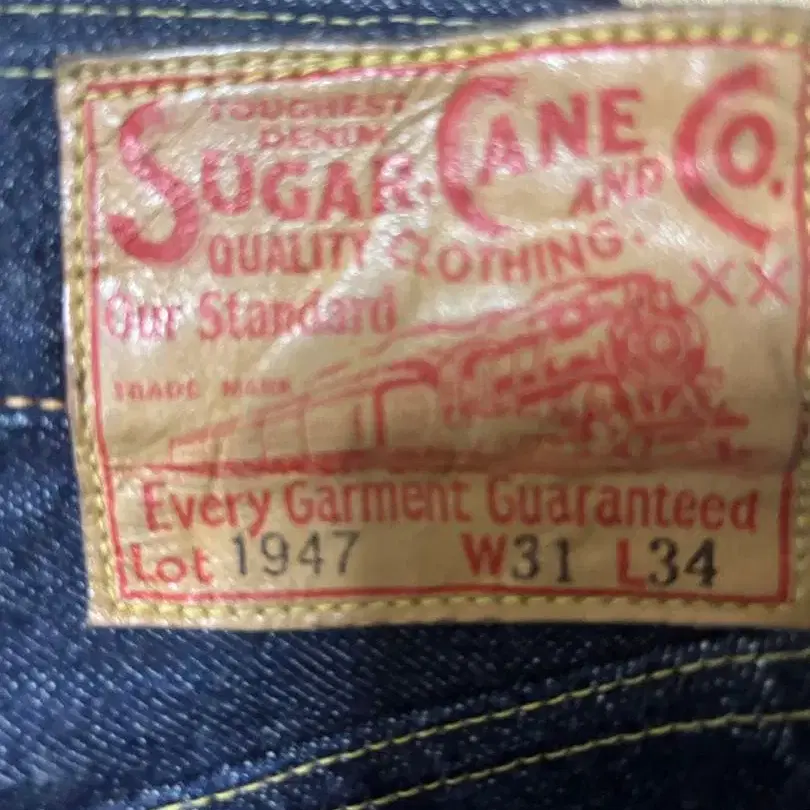 TOUGHEST
DENIM
SUGAR CANE AND CO.
QUALITY CLOTHING.
XX
Our Standard
TRADE MARK
Every Garment Guaranteed
Lot 1947 W31 L34